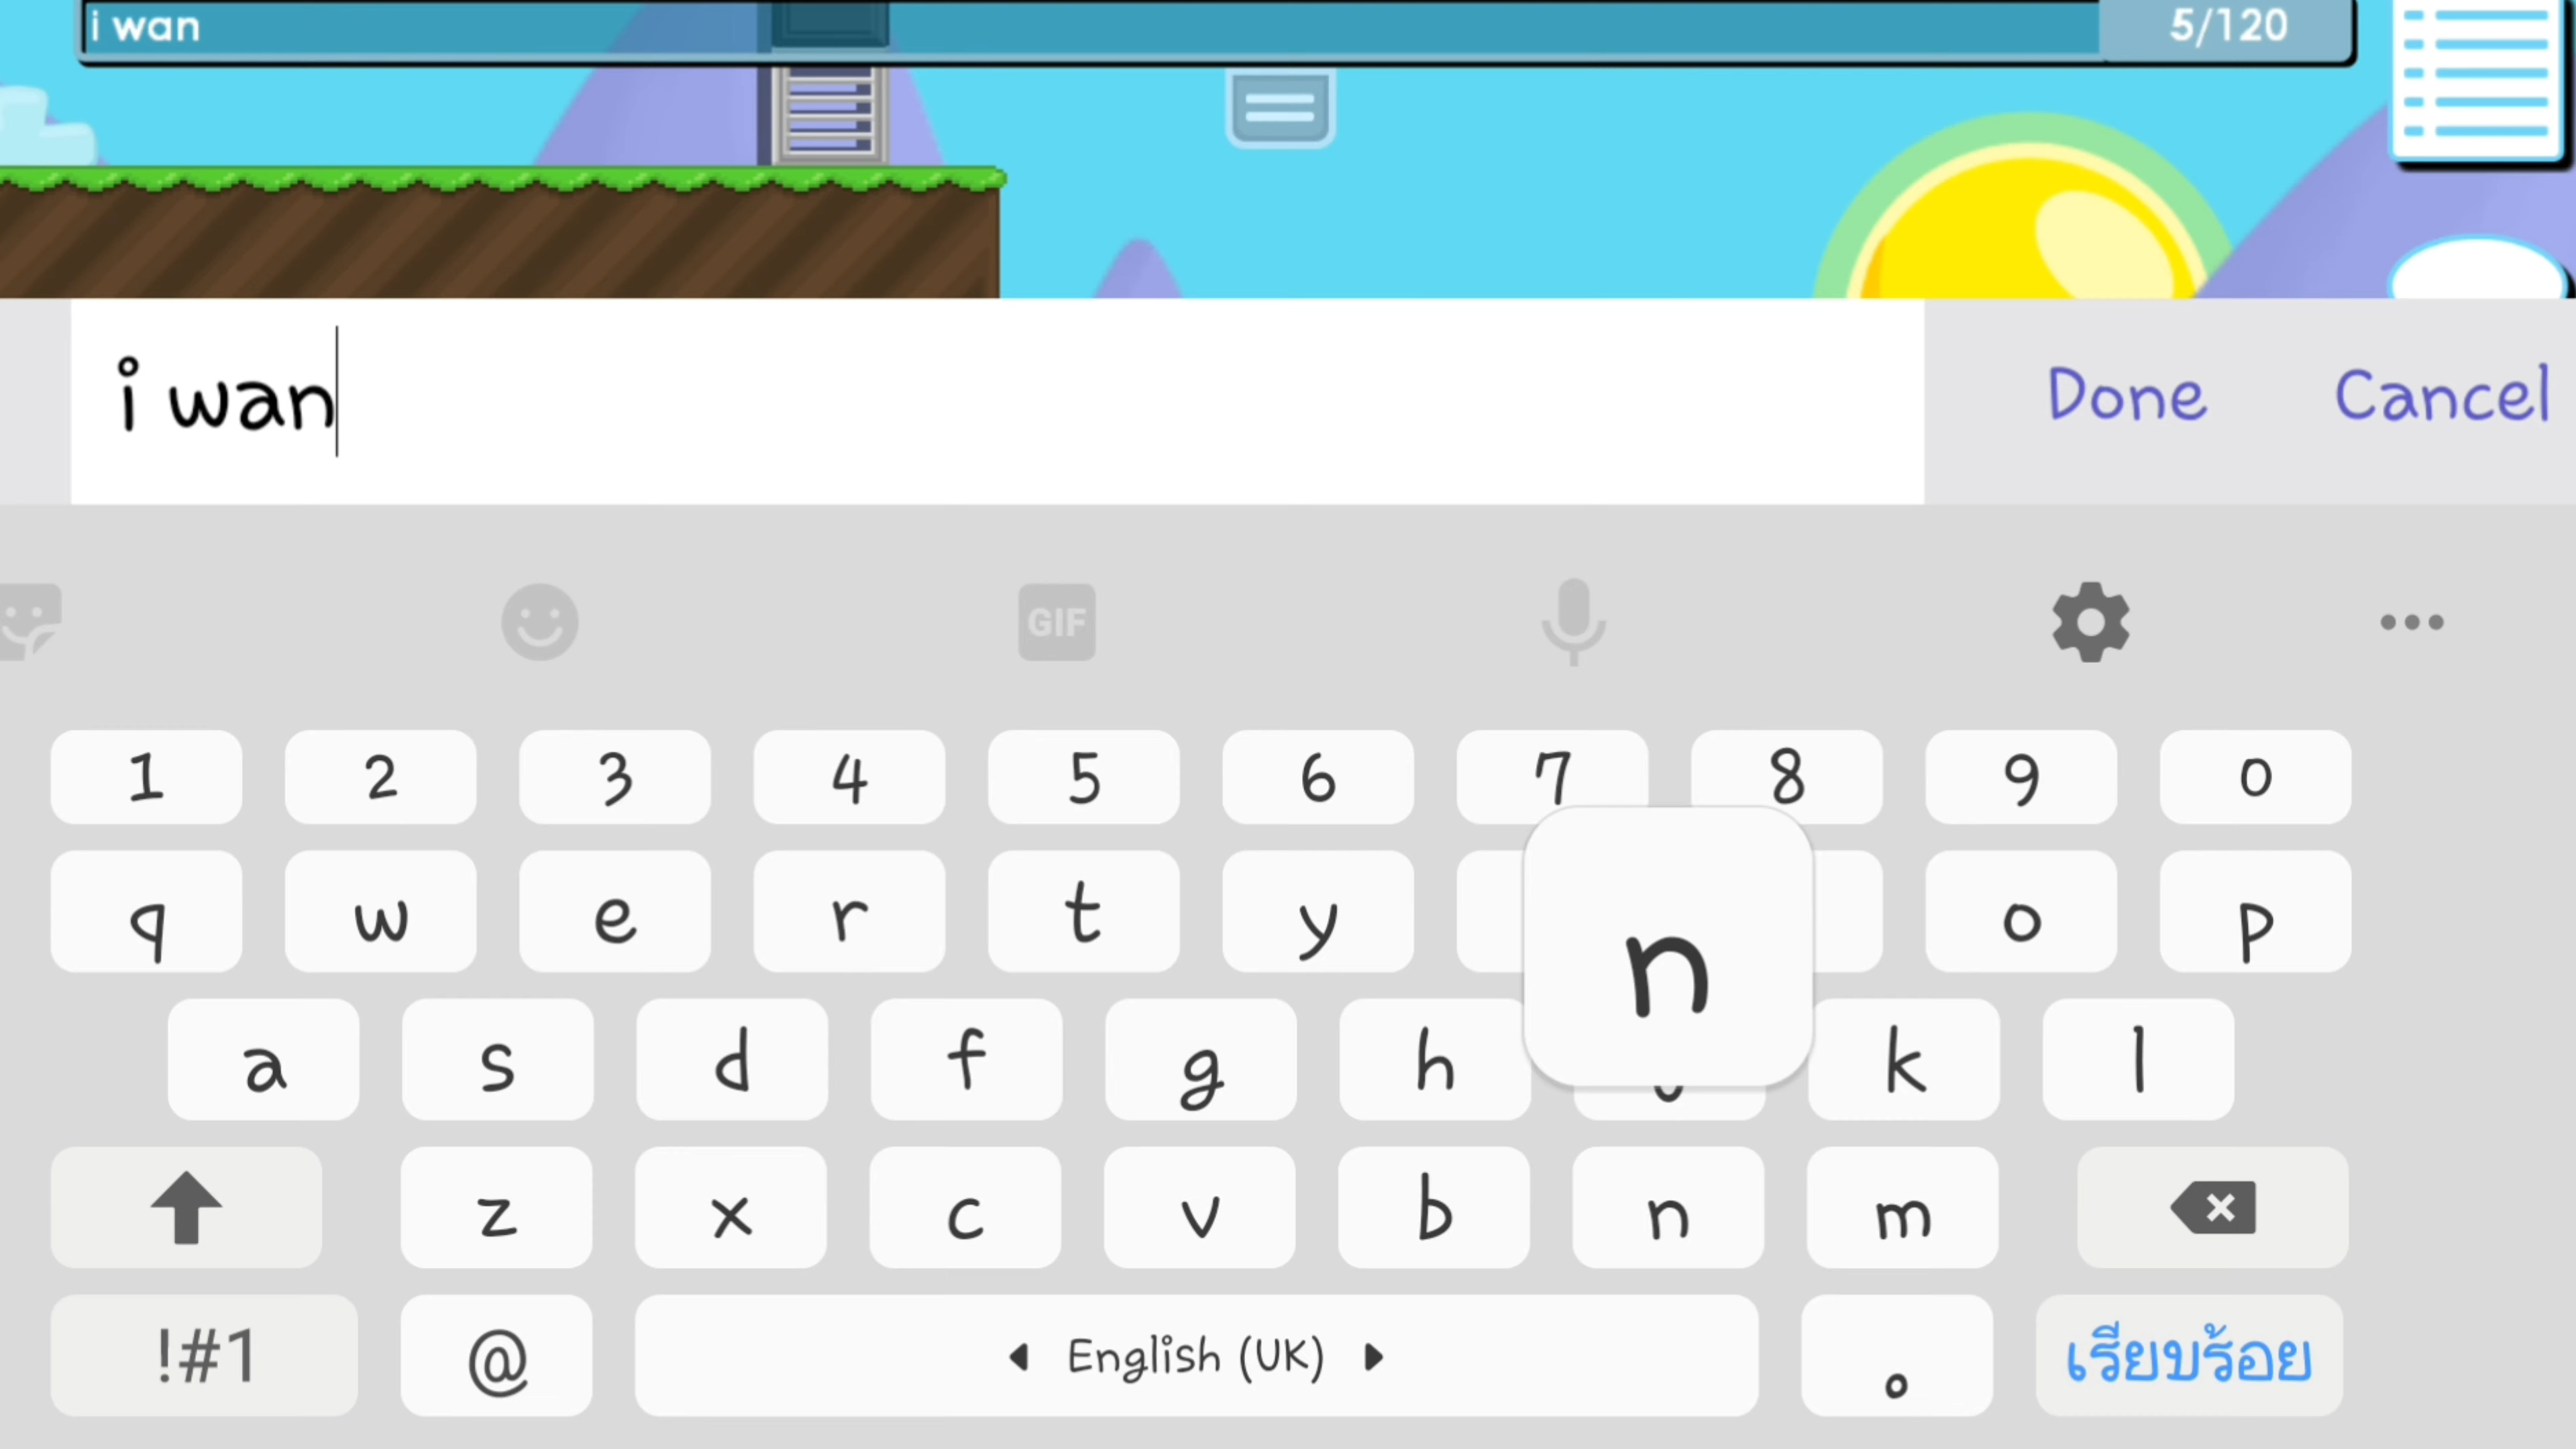 i wan 5/120
i wan Done Cancel
GIF
1 2 3 4 5 6 7 8 9 0
q w e r t y n o p
a s d f g h k l
z x c v b n m
!#1 @ English (UK) . เรียบร้อย